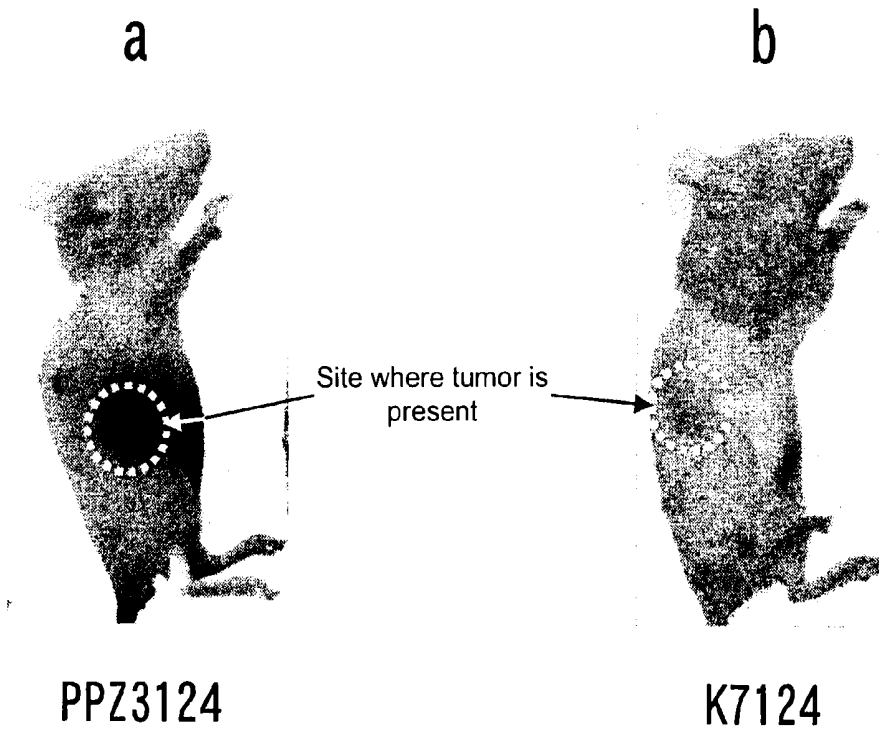 a
b
Site where tumor is
present
PPZ3124
K7124